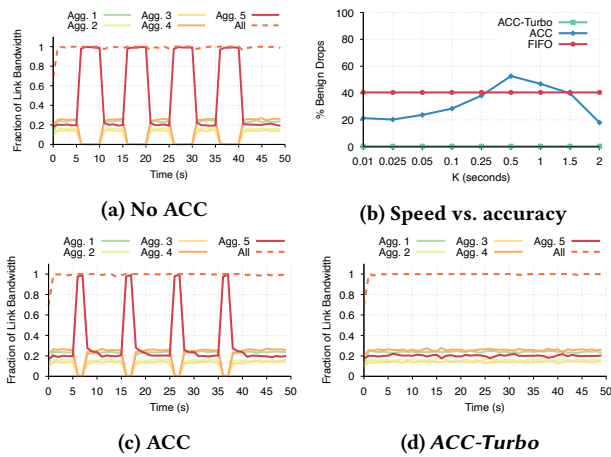 Agg. 1 Agg. 3 Agg. 5
Agg. 2 Agg. 4 All
Fraction of Link Bandwidth
1
0.8
0.6
0.4
0.2
0
0 5 10 15 20 25 30 35 40 45 50
Time (s)
(a) No ACC
ACC-Turbo
ACC
FIFO
% Benign Drops
100
80
60
40
20
0
0.01 0.025 0.05 0.1 0.25 0.5 1 1.5 2
K (seconds)
(b) Speed vs. accuracy
Agg. 1 Agg. 3 Agg. 5
Agg. 2 Agg. 4 All
Fraction of Link Bandwidth
1
0.8
0.6
0.4
0.2
0
0 5 10 15 20 25 30 35 40 45 50
Time (s)
(c) ACC
Agg. 1 Agg. 3 Agg. 5
Agg. 2 Agg. 4 All
Fraction of Link Bandwidth
1
0.8
0.6
0.4
0.2
0
0 5 10 15 20 25 30 35 40 45 50
Time (s)
(d) ACC-Turbo